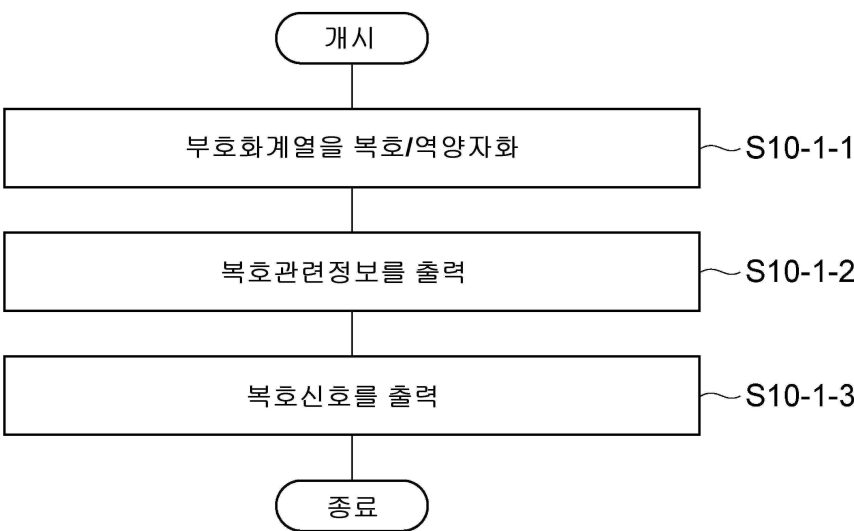 개시
부호화계열을 복호/역양자화
S10-1-1
복호관련정보를 출력
S10-1-2
복호신호를 출력
S10-1-3
종료